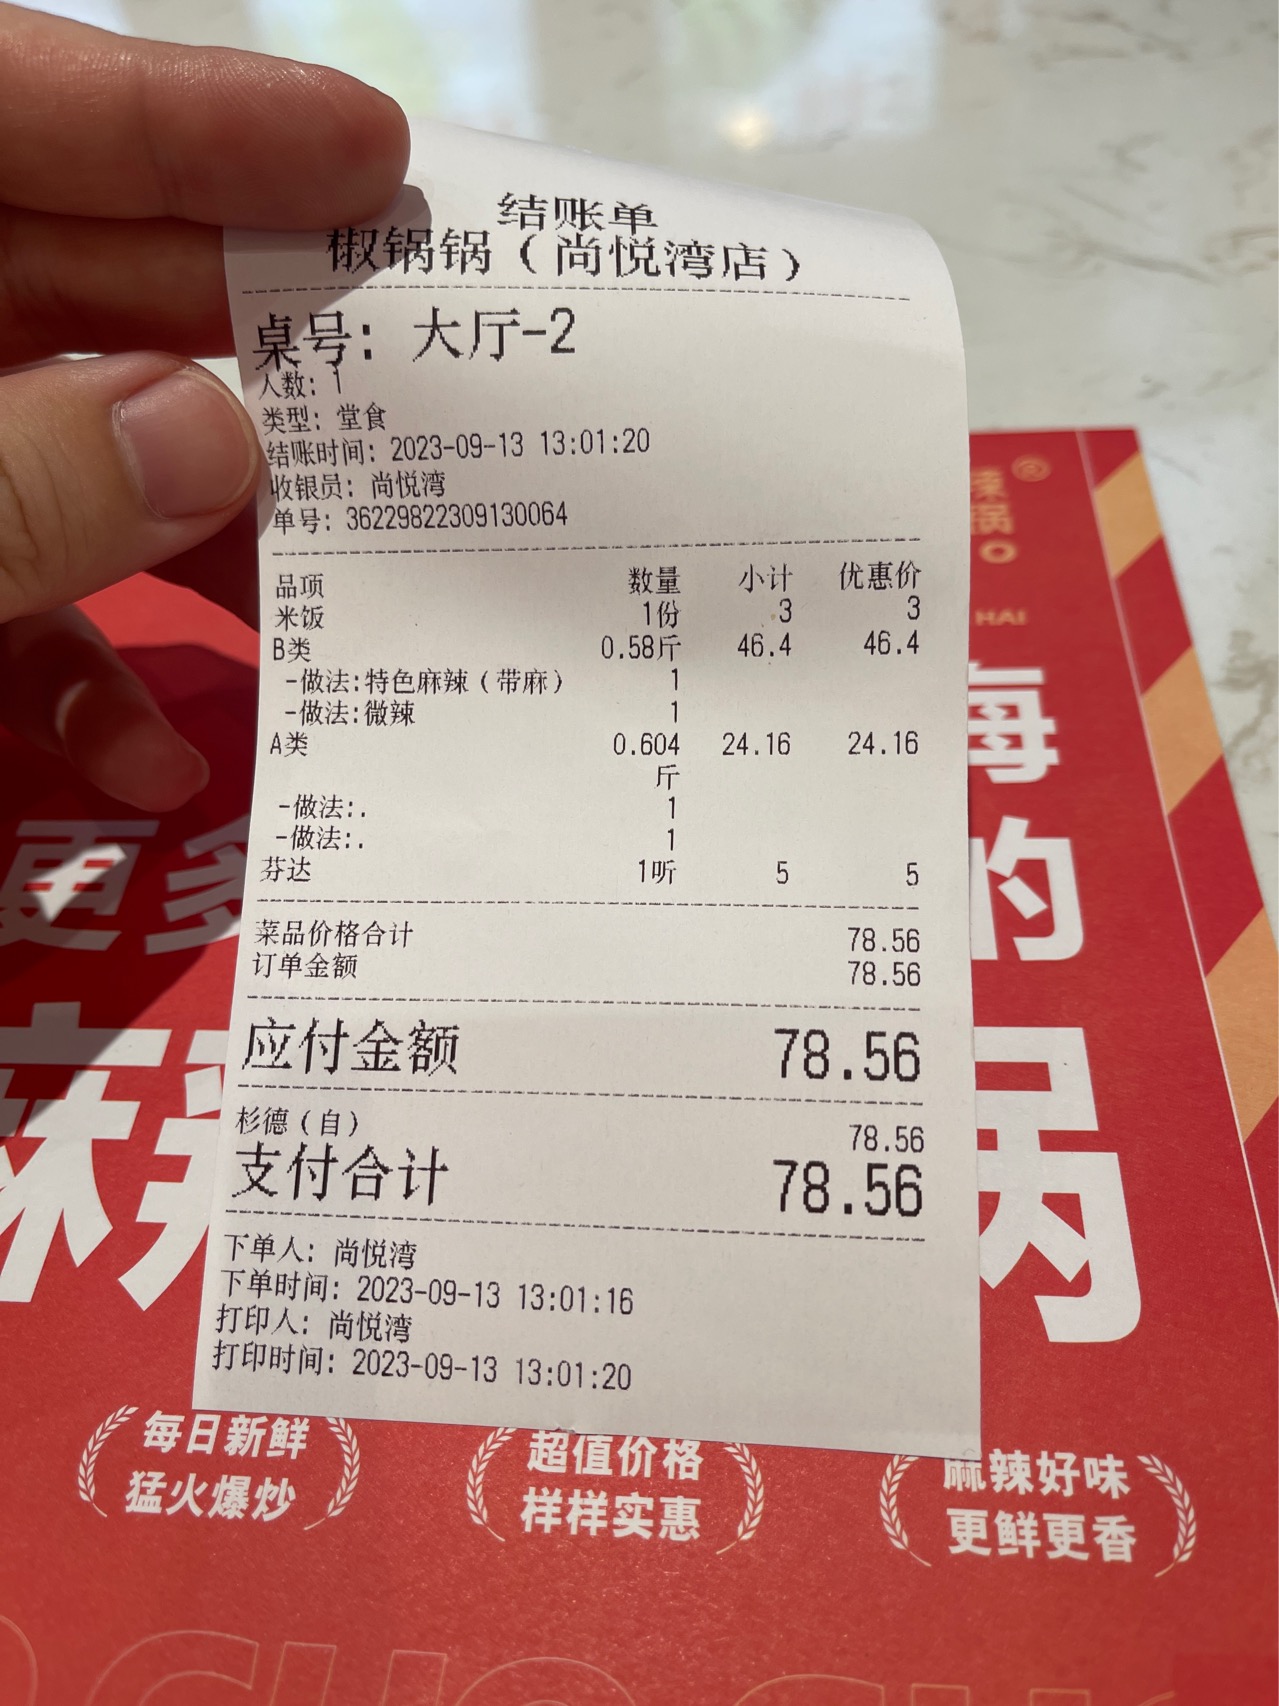 结账单
椒锅锅（尚悦湾店）
桌号: 大厅-2
人数: 1
类型: 堂食
结账时间: 2023-09-13 13:01:20
收银员: 尚悦湾
单号: 36229822309130064
品项 数量 小计 优惠价
米饭 1份 3 3
B类 0.58斤 46.4 46.4
-做法:特色麻辣（带麻） 1
-做法:微辣 1
A类 0.604 24.16 24.16
斤
-做法:. 1
-做法:. 1
芬达 1听 5 5
菜品价格合计 78.56
订单金额 78.56
应付金额 78.56
杉德（自） 78.56
支付合计 78.56
下单人: 尚悦湾
下单时间: 2023-09-13 13:01:16
打印人: 尚悦湾
打印时间: 2023-09-13 13:01:20
锅
HAI
海
更多 的
麻辣 锅
每日新鲜
猛火爆炒
超值价格
样样实惠
麻辣好味
更鲜更香